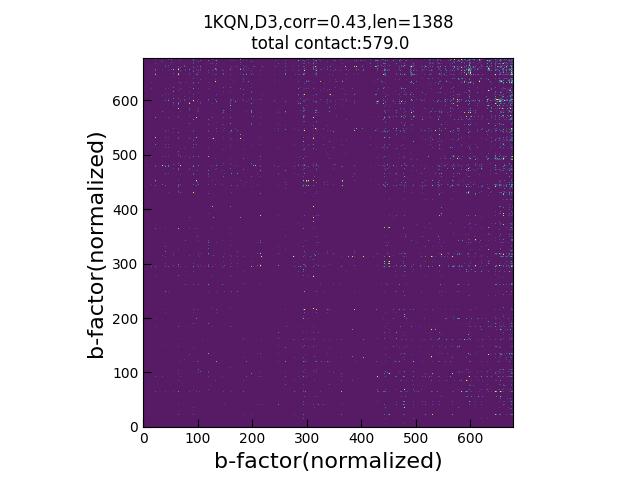 1KQN,D3,corr=0.43,len=1388
total contact:579.0
600
500
400
300
200
100
0
b-factor(normalized)
0 100 200 300 400 500 600
b-factor(normalized)